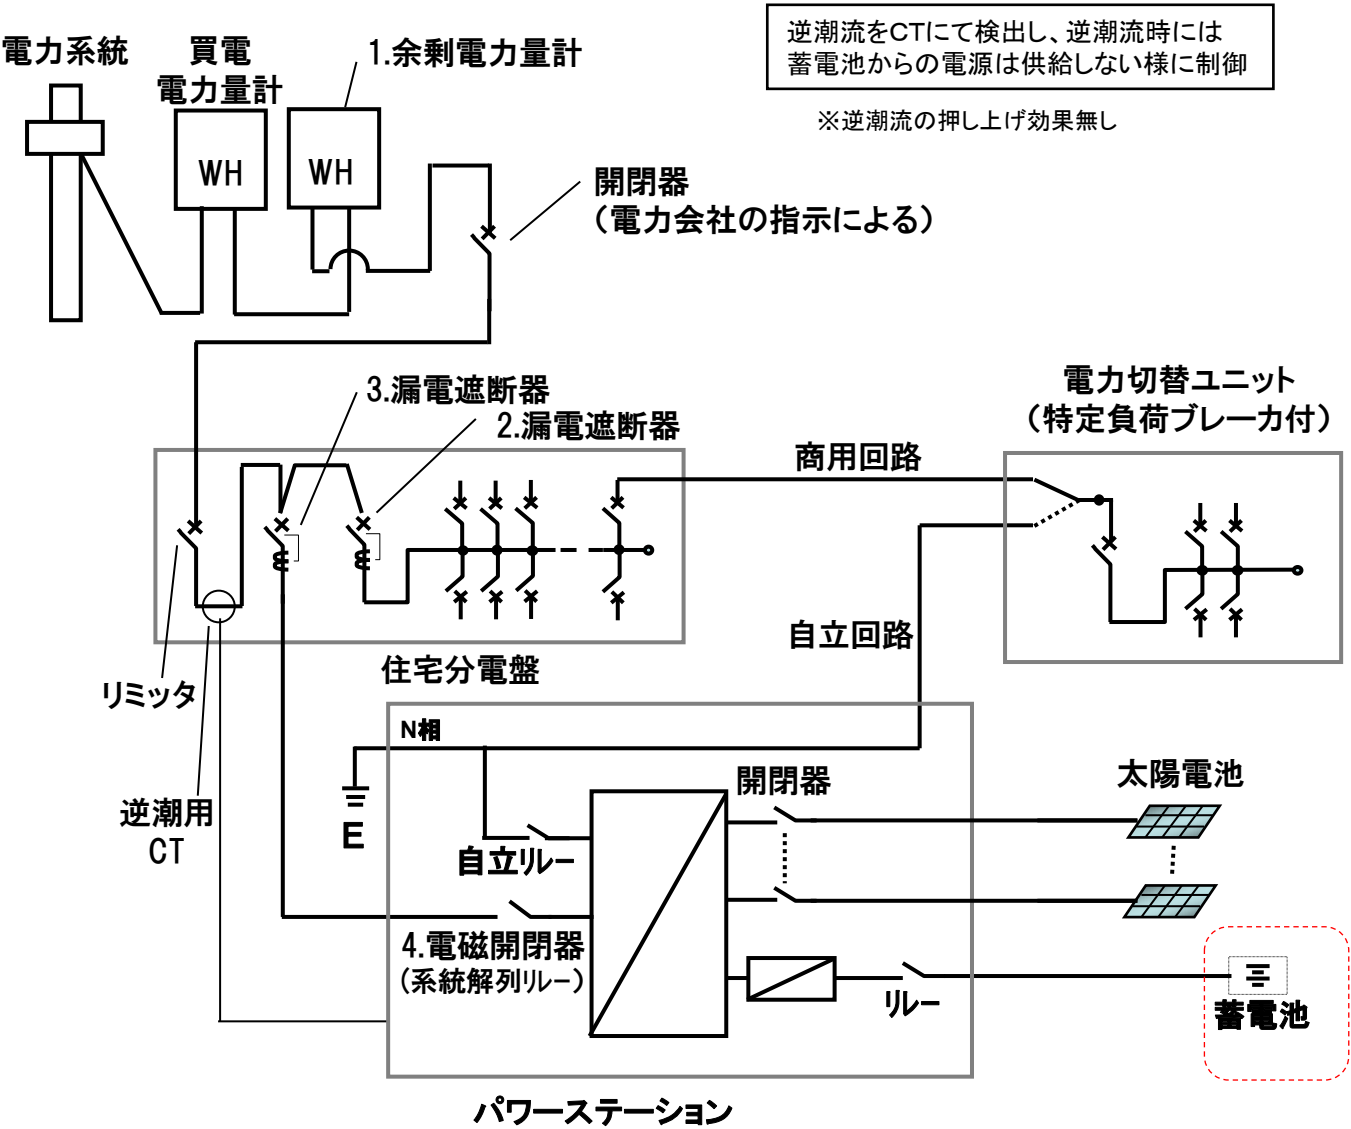 逆潮流をCTにて検出し、逆潮流時には
蓄電池からの電源は供給しない様に制御
※逆潮流の押し上げ効果無し
電力系統
買電
電力量計
1.余剰電力量計
WH
WH
開閉器
（電力会社の指示による）
3.漏電遮断器
2.漏電遮断器
電力切替ユニット
（特定負荷ブレーカ付）
商用回路
自立回路
住宅分電盤
リミッタ
逆潮用
CT
N相
E
自立リレー
開閉器
太陽電池
4.電磁開閉器
（系統解列リレー）
リレー
蓄電池
パワーステーション